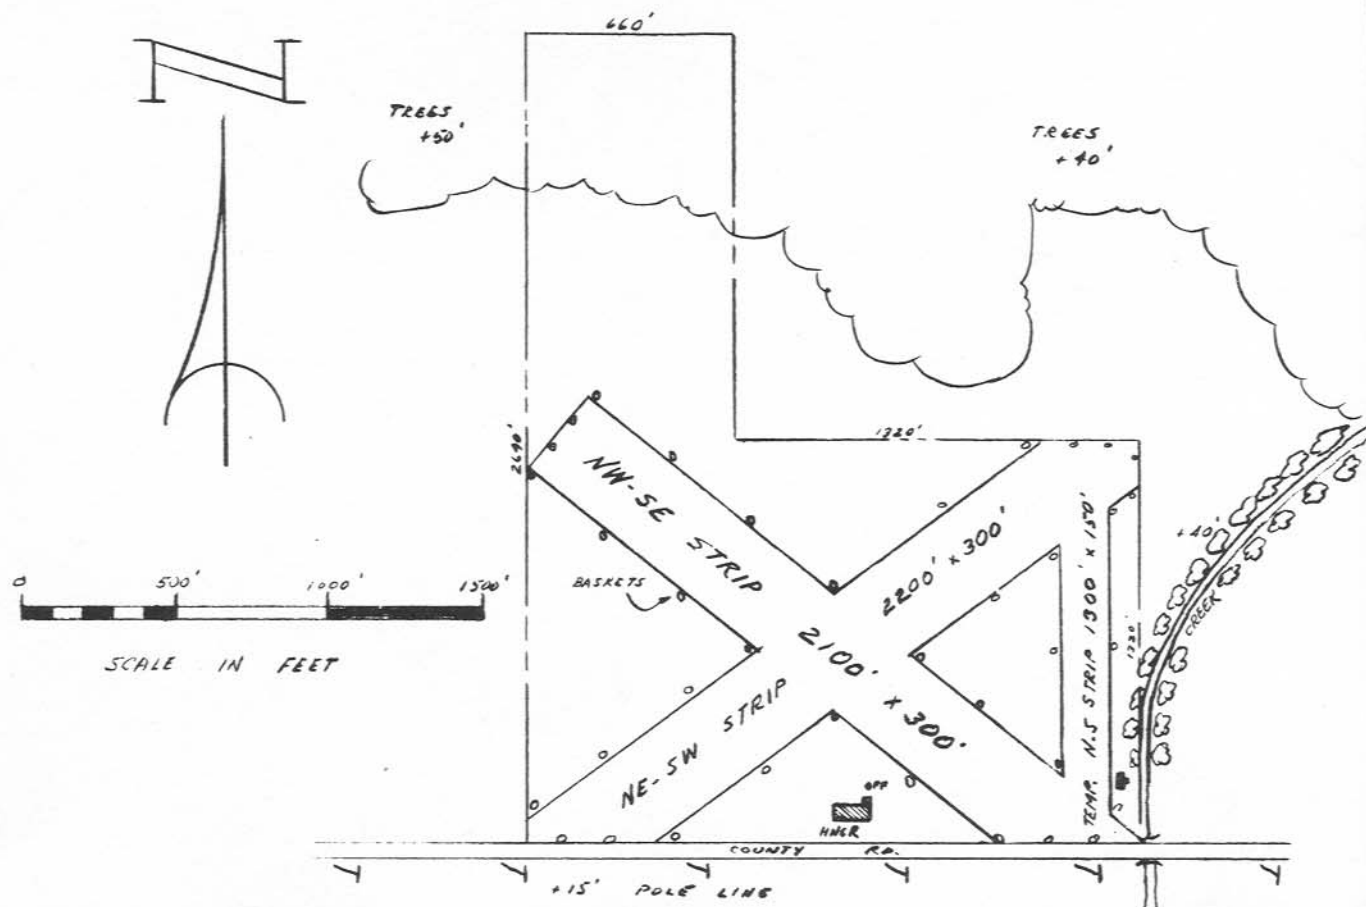 660'
N
TREES
+50'
TREES
+40'
1320'
2640'
NW-SE STRIP
2100' x 300'
2200' x 300'
NE-SW STRIP
TEMP. N.S STRIP 1300' x 150'
1320'
+40'
CREEK
BASKETS
0 500' 1000' 1500'
SCALE IN FEET
OFF
HNGR
COUNTY RD.
T T T T T T
+15' POLE LINE